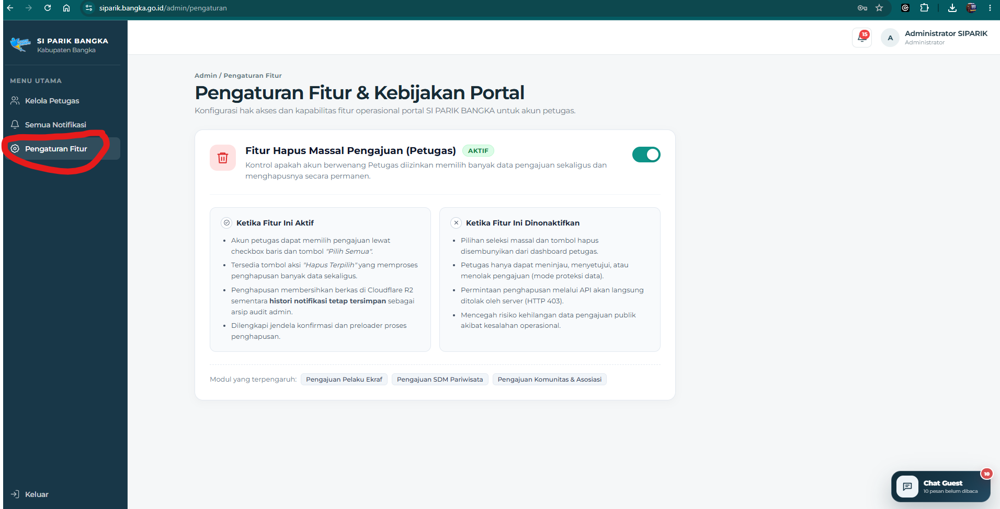 siparik.bangka.go.id/admin/pengaturan
SI PARIK BANGKA
Kabupaten Bangka
MENU UTAMA
Kelola Petugas
Semua Notifikasi
Pengaturan Fitur
Keluar
15
A
Administrator SIPARIK
Administrator
Admin / Pengaturan Fitur
Pengaturan Fitur & Kebijakan Portal
Konfigurasi hak akses dan kapabilitas fitur operasional portal SI PARIK BANGKA untuk akun petugas.
Fitur Hapus Massal Pengajuan (Petugas) AKTIF
Kontrol apakah akun berwenang Petugas diizinkan memilih banyak data pengajuan sekaligus dan
menghapusnya secara permanen.
Ketika Fitur Ini Aktif
• Akun petugas dapat memilih pengajuan lewat
checkbox baris dan tombol "Pilih Semua".
• Tersedia tombol aksi "Hapus Terpilih" yang memproses
penghapusan banyak data sekaligus.
• Penghapusan membersihkan berkas di Cloudflare R2
sementara histori notifikasi tetap tersimpan sebagai
arsip audit admin.
• Dilengkapi jendela konfirmasi dan preloader proses
penghapusan.
Ketika Fitur Ini Dinonaktifkan
• Pilihan seleksi massal dan tombol hapus
disembunyikan dari dashboard petugas.
• Petugas hanya dapat meninjau, menyetujui, atau
menolak pengajuan (mode proteksi data).
• Permintaan penghapusan melalui API akan langsung
ditolak oleh server (HTTP 403).
• Mencegah risiko kehilangan data pengajuan publik
akibat kesalahan operasional.
Modul yang terpengaruh: Pengajuan Pelaku Ekraf Pengajuan SDM Pariwisata Pengajuan Komunitas & Asosiasi
10
Chat Guest
10 pesan belum dibaca